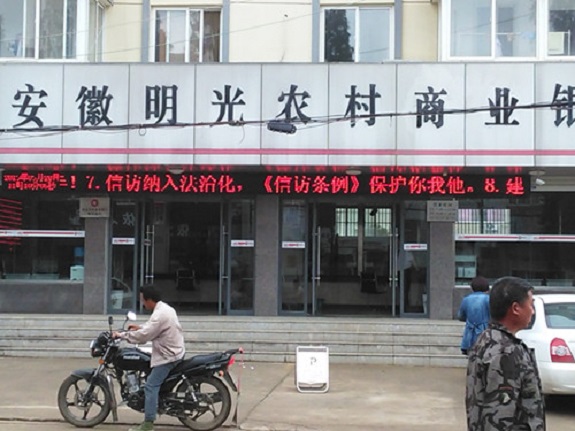 安徽明光农村商业银
7.信访纳入法治化，《信访条例》保护你我他。8.建